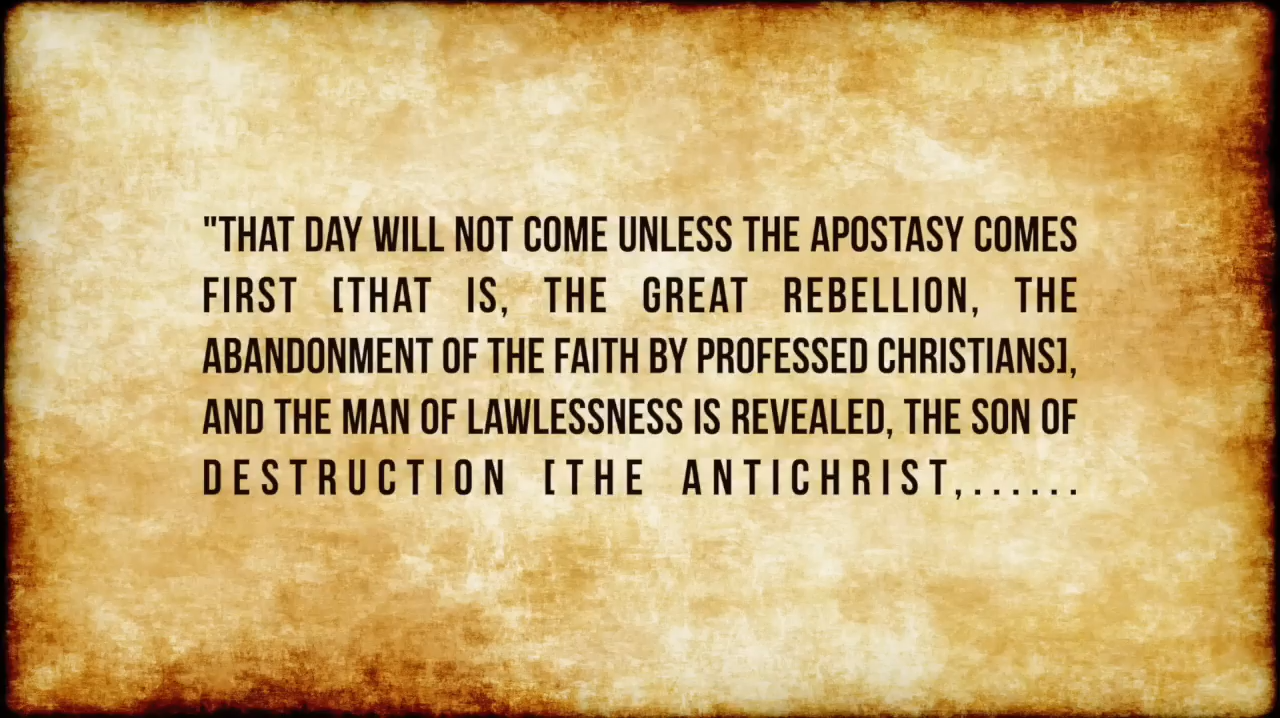 "THAT DAY WILL NOT COME UNLESS THE APOSTASY COMES
FIRST [THAT IS, THE GREAT REBELLION, THE
ABANDONMENT OF THE FAITH BY PROFESSED CHRISTIANS],
AND THE MAN OF LAWLESSNESS IS REVEALED, THE SON OF
DESTRUCTION [THE ANTICHRIST,......